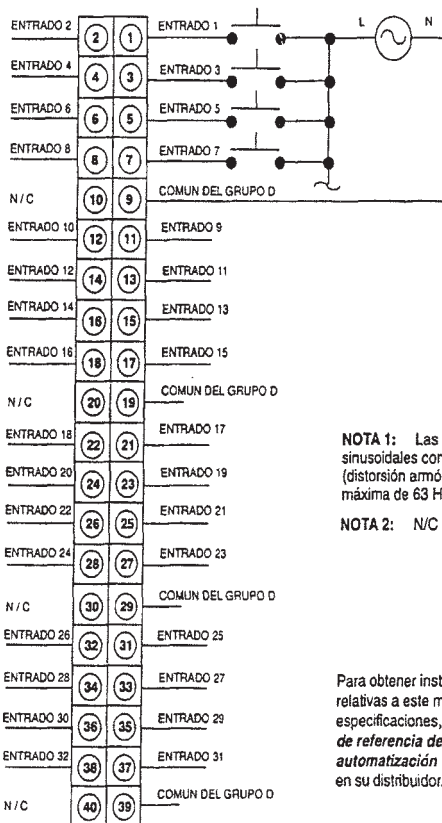 L N
ENTRADO 2 2 1 ENTRADO 1
ENTRADO 4 4 3 ENTRADO 3
ENTRADO 6 6 5 ENTRADO 5
ENTRADO 8 8 7 ENTRADO 7
N/C 10 9 COMUN DEL GRUPO D
ENTRADO 10 12 11 ENTRADO 9
ENTRADO 12 14 13 ENTRADO 11
ENTRADO 14 16 15 ENTRADO 13
ENTRADO 16 18 17 ENTRADO 15
N/C 20 19 COMUN DEL GRUPO D
ENTRADO 18 22 21 ENTRADO 17
ENTRADO 20 24 23 ENTRADO 19
ENTRADO 22 26 25 ENTRADO 21
ENTRADO 24 28 27 ENTRADO 23
N/C 30 29 COMUN DEL GRUPO D
ENTRADO 26 32 31 ENTRADO 25
ENTRADO 28 34 33 ENTRADO 27
ENTRADO 30 36 35 ENTRADO 29
ENTRADO 32 38 37 ENTRADO 31
N/C 40 39 COMUN DEL GRUPO D
NOTA 1: Las
sinusoidales con
(distorsión armó
máxima de 63 H
NOTA 2: N/C
Para obtener inst
relativas a este m
especificaciones,
de referencia de
automatización
en su distribuidor.